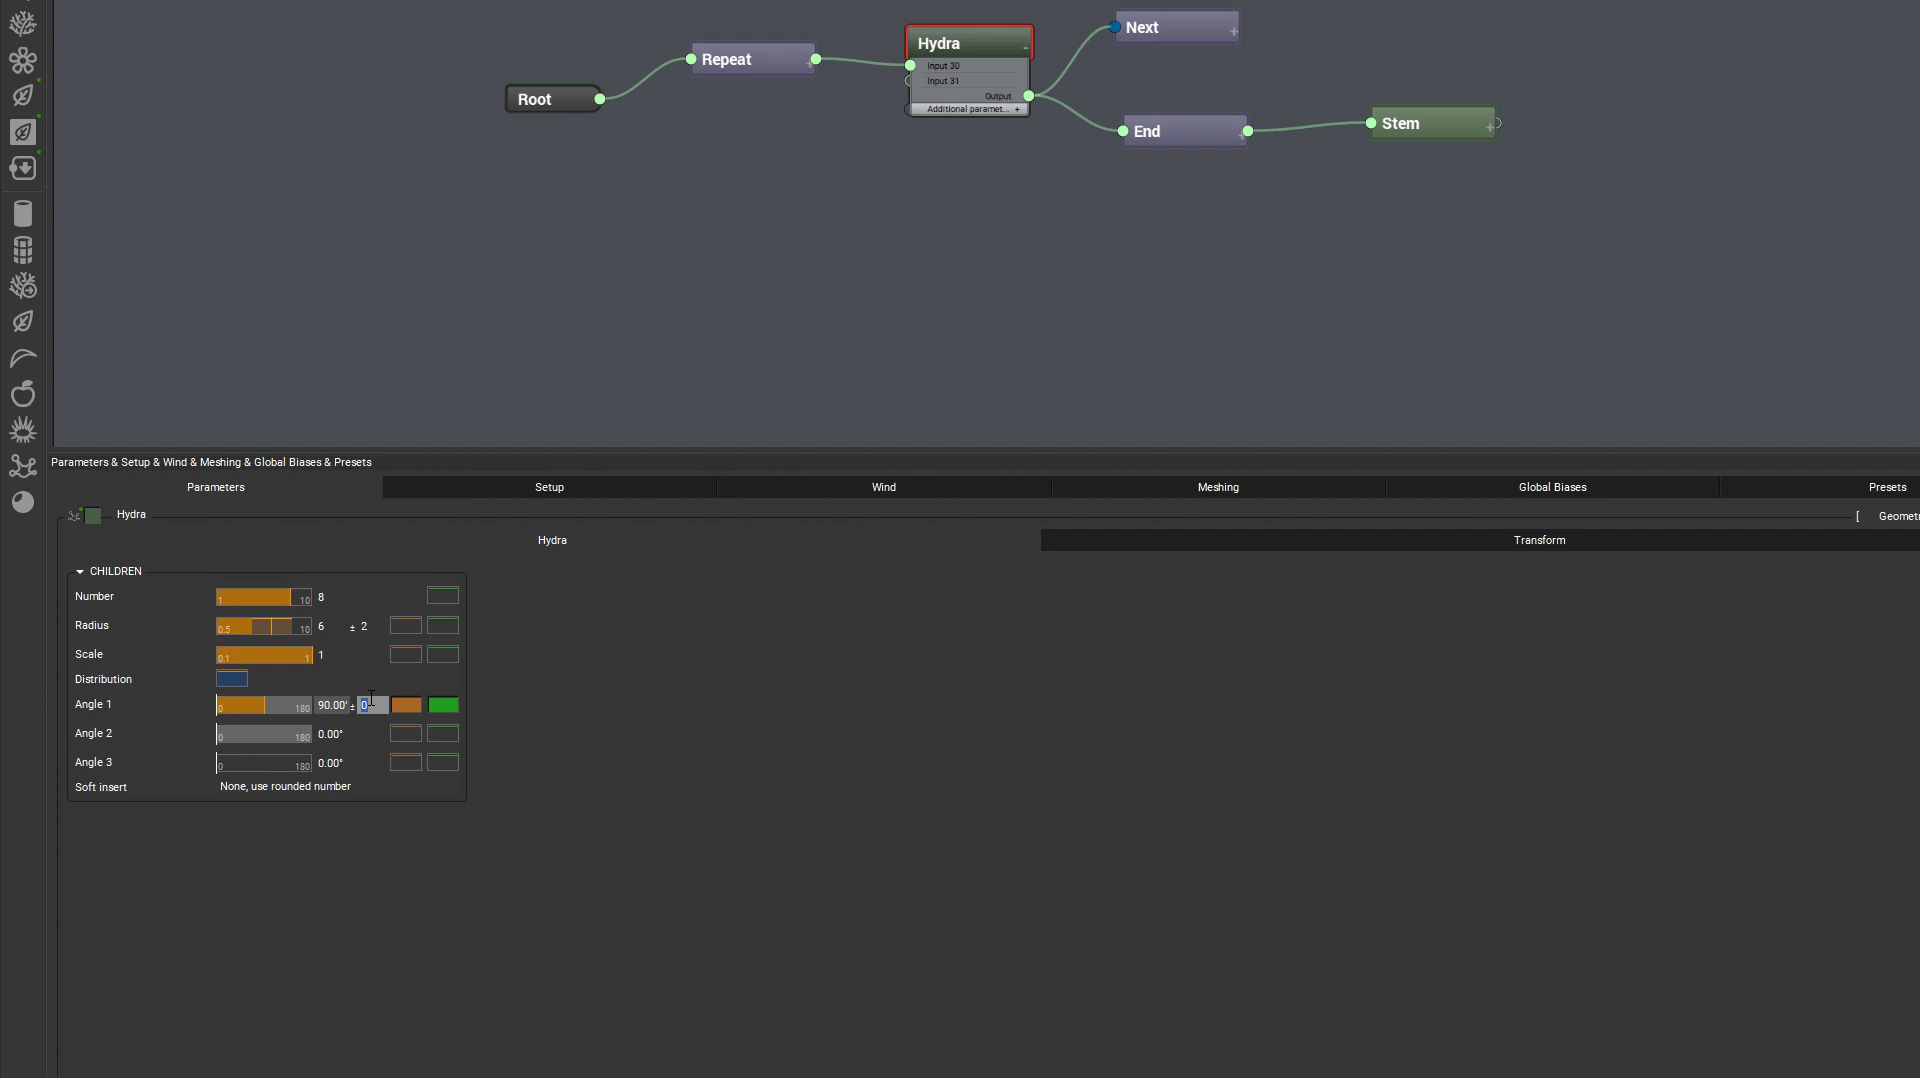 Next
Hydra
Input 30
Input 31
Output
Additional paramet... +
Repeat
Root
End
Stem
Parameters & Setup & Wind & Meshing & Global Biases & Presets
Parameters Setup Wind Meshing Global Biases Presets
Hydra [ Geometr
Hydra Transform
CHILDREN
Number 1 10 8
Radius 0.5 10 6 ± 2
Scale 0.1 1 1
Distribution
Angle 1 0 180 90.00° ± 0
Angle 2 0 180 0.00°
Angle 3 0 180 0.00°
Soft insert None, use rounded number